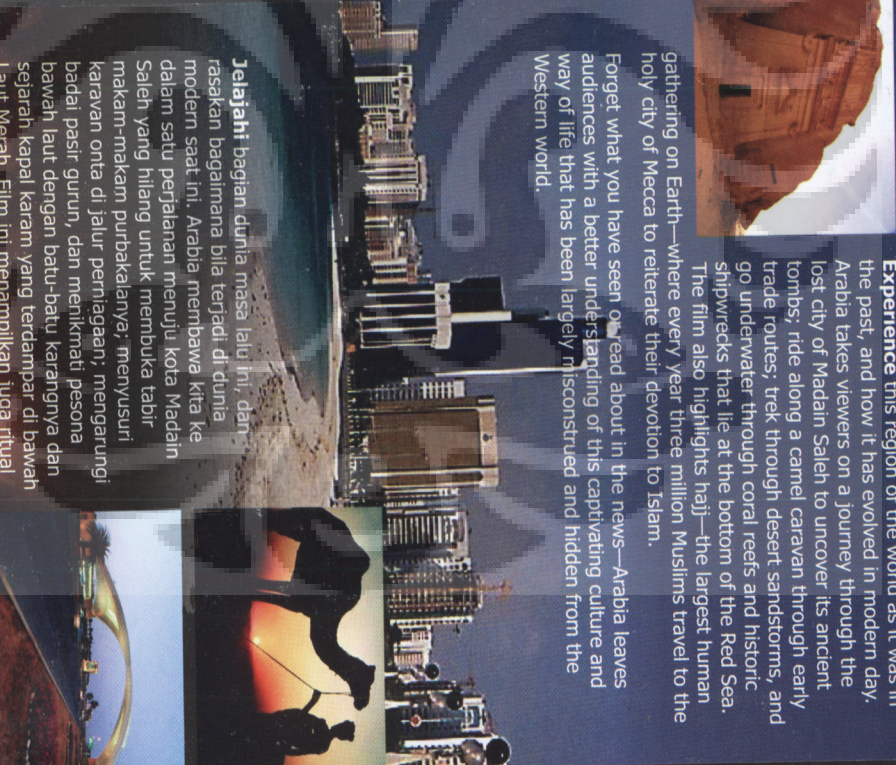 Experience this region of the world as it was
the past, and how it has evolved in modern day.
Arabia takes viewers on a journey through the
lost city of Madain Saleh to uncover its ancient
tombs; ride along a camel caravan through early
trade routes; trek through desert sandstorms, and
go underwater through coral reefs and historic
shipwrecks that lie at the bottom of the Red Sea.
The film also highlights hajj—the largest human
gathering on Earth—where every year three million Muslims travel to the
holy city of Mecca to reiterate their devotion to Islam.
Forget what you have seen or read about in the news—Arabia leaves
audiences with a better understanding of this captivating culture and
way of life that has been largely misconstrued and hidden from the
Western world.
Jelajahi bagian dunia masa lalu ini, dan
rasakan bagaimana bila terjadi di dunia
modern saat ini. Arabia membawa kita ke
dalam satu perjalanan menuju kota Madain
Saleh yang hilang untuk membuka tabir
makam-makam purbakalanya; menyusuri
karavan onta di jalur perniagaan; mengarungi
badai pasir gurun, dan menikmati pesona
bawah laut dengan batu-batu karangnya dan
sejarah kapal karam yang terdampar di bawah
Laut Merah. Film ini menampilkan juga ritual